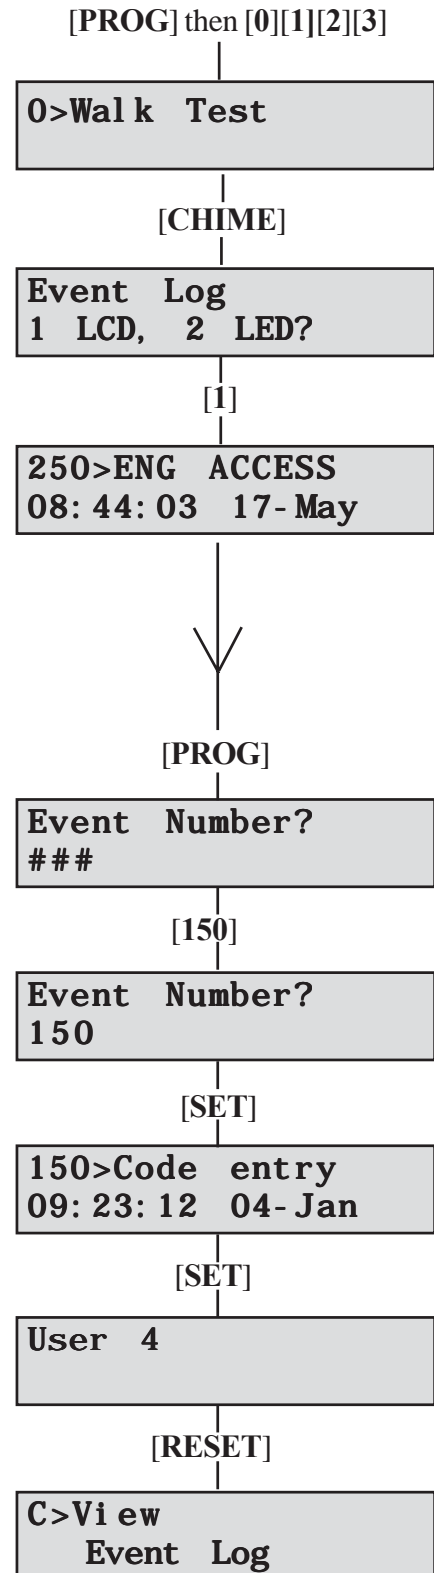 [PROG] then [0][1][2][3]
0>Walk Test
[CHIME]
Event Log
1 LCD, 2 LED?
[1]
250>ENG ACCESS
08:44:03 17-May
[PROG]
Event Number?
###
[150]
Event Number?
150
[SET]
150>Code entry
09:23:12 04-Jan
[SET]
User 4
[RESET]
C>View
Event Log